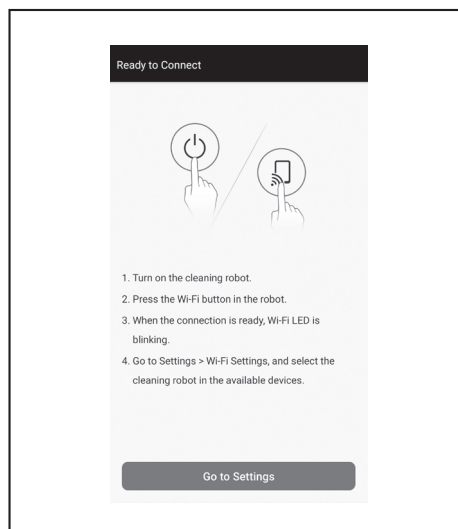 Ready to Connect
1. Turn on the cleaning robot.
2. Press the Wi-Fi button in the robot.
3. When the connection is ready, Wi-Fi LED is
blinking.
4. Go to Settings > Wi-Fi Settings, and select the
cleaning robot in the available devices.
Go to Settings